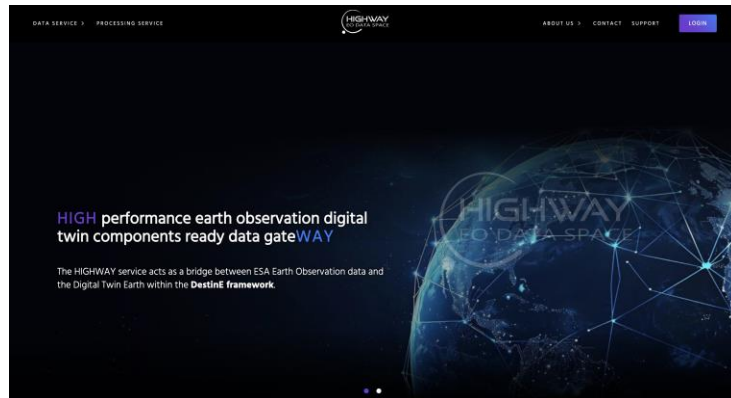 DATA SERVICE > PROCESSING SERVICE
HIGHWAY
EO DATA SPACE
ABOUT US > CONTACT SUPPORT LOGIN
HIGH performance earth observation digital
twin components ready data gateWAY
The HIGHWAY service acts as a bridge between ESA Earth Observation data and
the Digital Twin Earth within the DestinE framework.
HIGHWAY
EO DATA SPACE